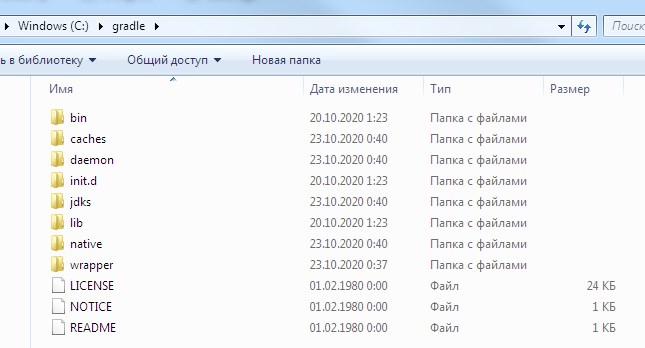 Windows (C:) gradle Поиск
ь в библиотеку Общий доступ Новая папка
Имя Дата изменения Тип Размер
bin 20.10.2020 1:23 Папка с файлами
caches 23.10.2020 0:40 Папка с файлами
daemon 23.10.2020 0:40 Папка с файлами
init.d 20.10.2020 1:23 Папка с файлами
jdks 23.10.2020 0:40 Папка с файлами
lib 20.10.2020 1:23 Папка с файлами
native 23.10.2020 0:40 Папка с файлами
wrapper 23.10.2020 0:37 Папка с файлами
LICENSE 01.02.1980 0:00 Файл 24 КБ
NOTICE 01.02.1980 0:00 Файл 1 КБ
README 01.02.1980 0:00 Файл 1 КБ